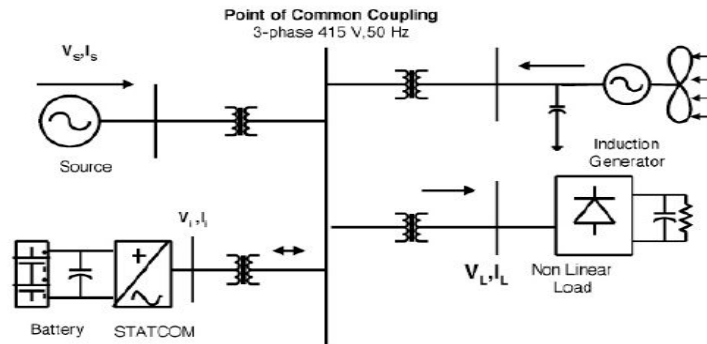 Point of Common Coupling
3-phase 415 V,50 Hz
Vs,Is
Source
Induction
Generator
Vi,Ii
VL,IL
Non Linear
Load
Battery
STATCOM